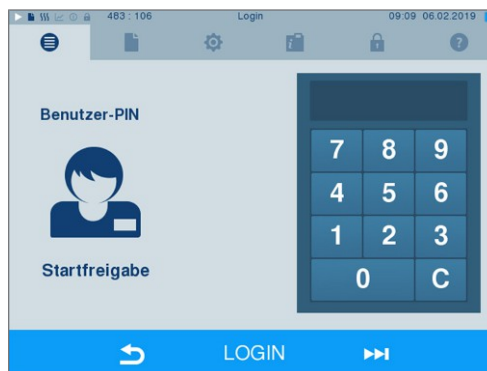 483 : 106 Login 09:09 06.02.2019
Benutzer-PIN
Startfreigabe
7 8 9
4 5 6
1 2 3
0 C
LOGIN